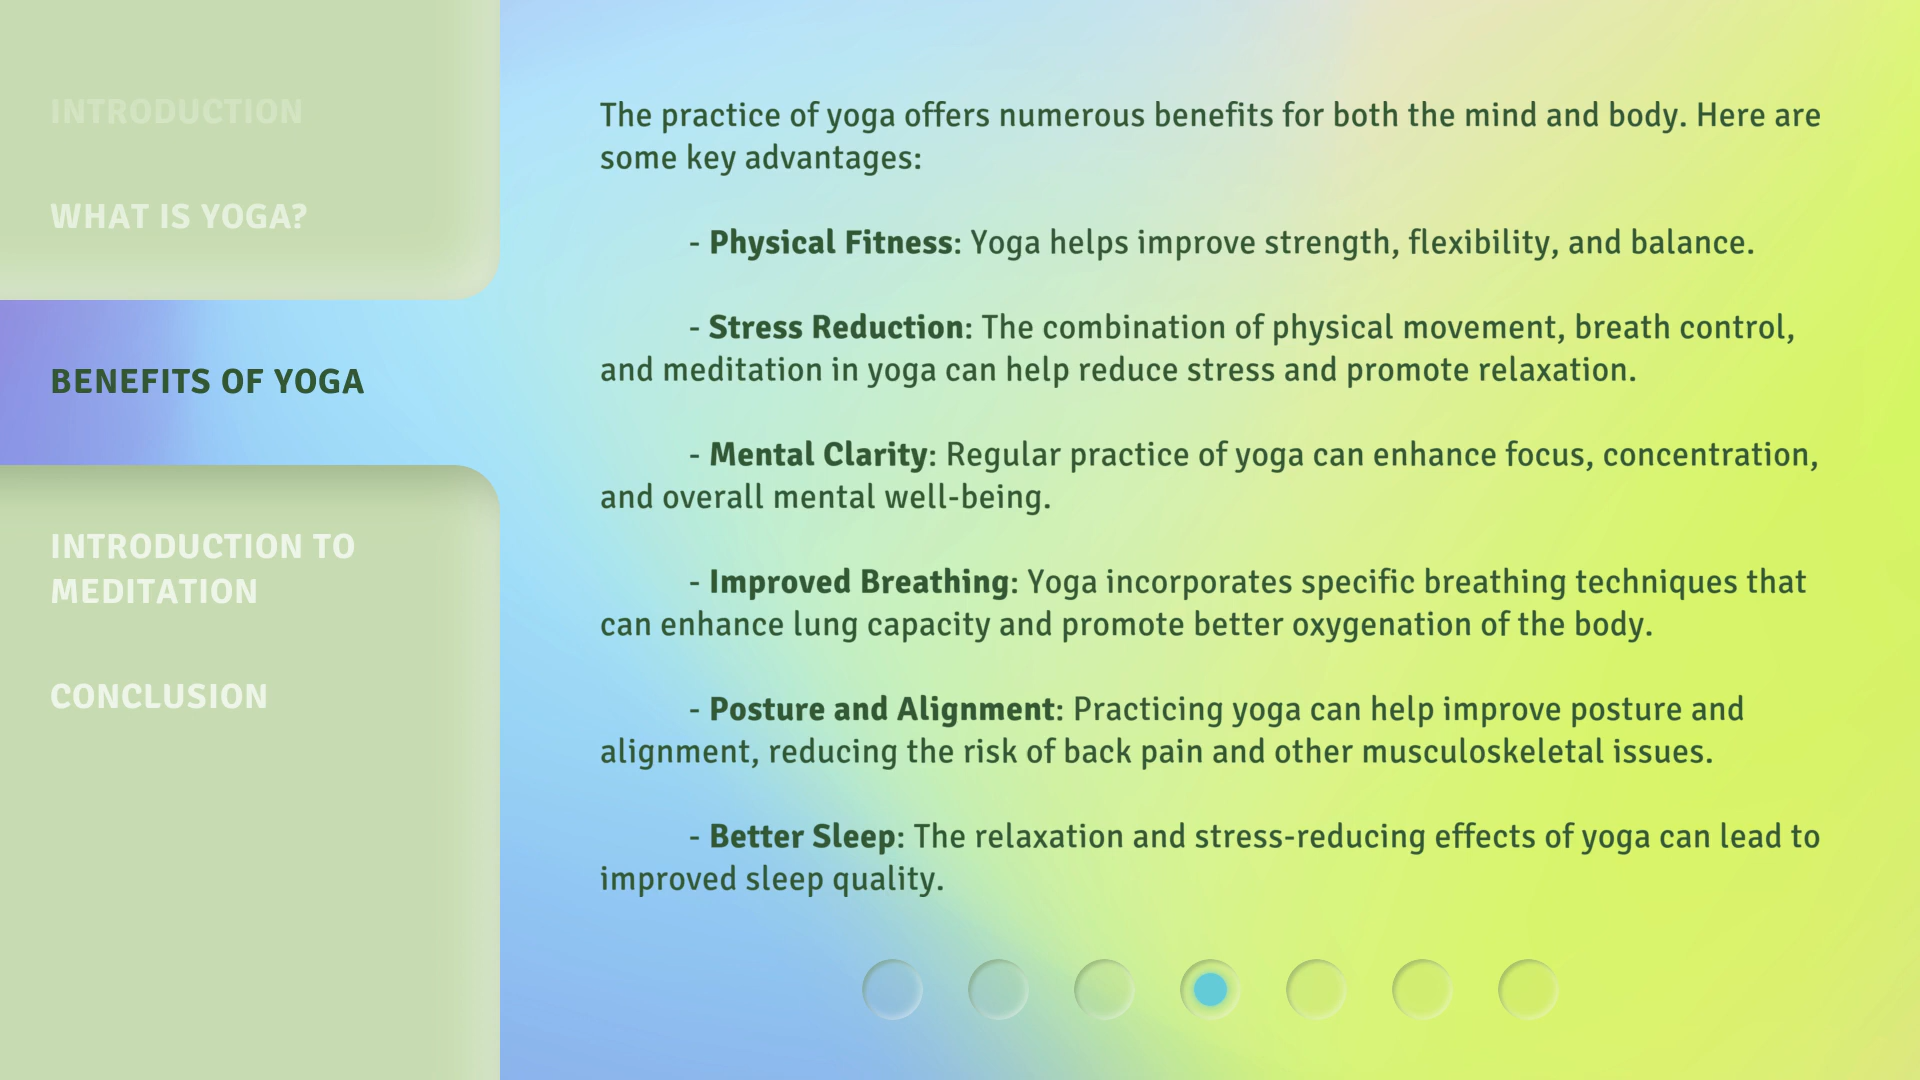 INTRODUCTION
WHAT IS YOGA?
BENEFITS OF YOGA
INTRODUCTION TO
MEDITATION
CONCLUSION
The practice of yoga offers numerous benefits for both the mind and body. Here are
some key advantages:
- Physical Fitness: Yoga helps improve strength, flexibility, and balance.
- Stress Reduction: The combination of physical movement, breath control,
and meditation in yoga can help reduce stress and promote relaxation.
- Mental Clarity: Regular practice of yoga can enhance focus, concentration,
and overall mental well-being.
- Improved Breathing: Yoga incorporates specific breathing techniques that
can enhance lung capacity and promote better oxygenation of the body.
- Posture and Alignment: Practicing yoga can help improve posture and
alignment, reducing the risk of back pain and other musculoskeletal issues.
- Better Sleep: The relaxation and stress-reducing effects of yoga can lead to
improved sleep quality.